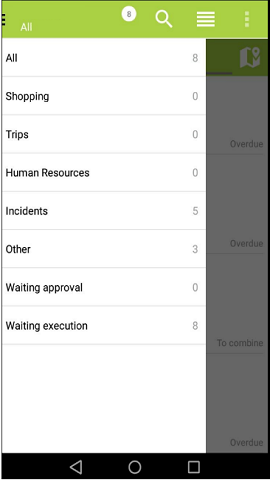 8
All
All 8
Shopping 0
Trips 0
Human Resources 0
Incidents 5
Other 3
Waiting approval 0
Waiting execution 8
Overdue
Overdue
To combine
Overdue